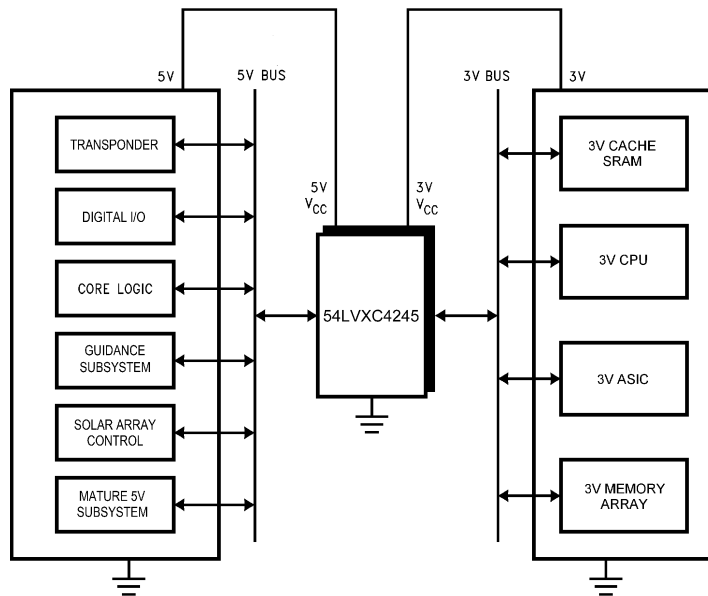 5V
5V BUS
3V BUS
3V
TRANSPONDER
DIGITAL I/O
CORE LOGIC
GUIDANCE
SUBSYSTEM
SOLAR ARRAY
CONTROL
MATURE 5V
SUBSYSTEM
5V
VCC
3V
VCC
54LVXC4245
3V CACHE
SRAM
3V CPU
3V ASIC
3V MEMORY
ARRAY